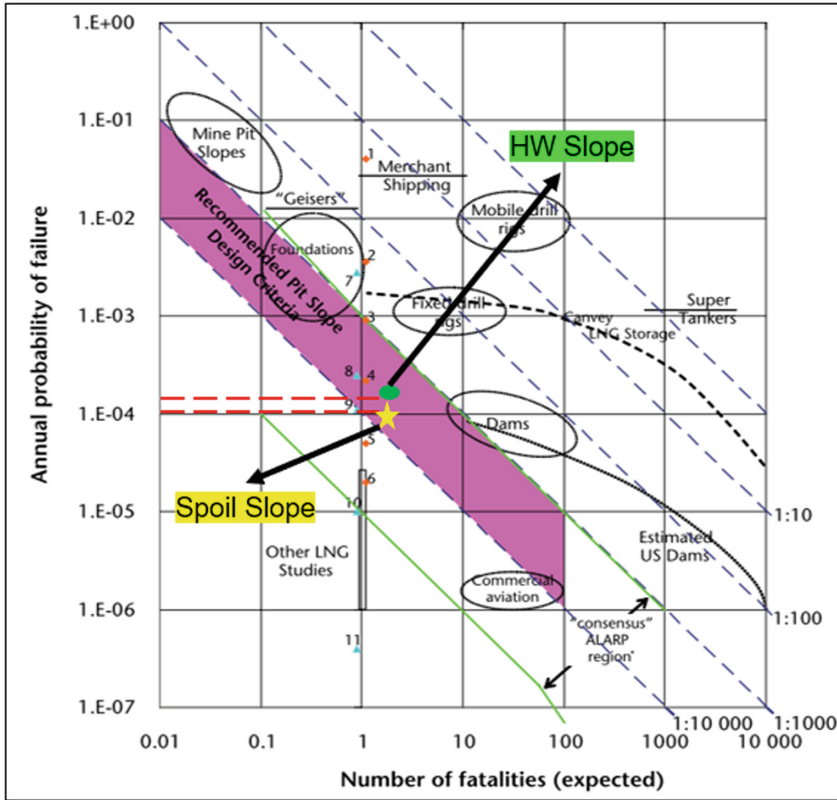 1.E+00
1.E-01
1.E-02
1.E-03
1.E-04
1.E-05
1.E-06
1.E-07
Annual probability of failure
Mine Pit
Slopes
"Geisers"
Foundations
Recommended Pit Slope
Design Criteria
Merchant
Shipping
HW Slope
Mobile drill
rigs
Fixed drill
rigs
Canvey
LNG Storage
Super
Tankers
Dams
Spoil Slope
Other LNG
Studies
Commercial
aviation
Estimated
US Dams
"consensus"
ALARP
region*
1
2
3
4
5
6
7
8
9
10
11
1:10
1:100
1:1000
1:10 000
0.01 0.1 1 10 100 1000 10 000
Number of fatalities (expected)